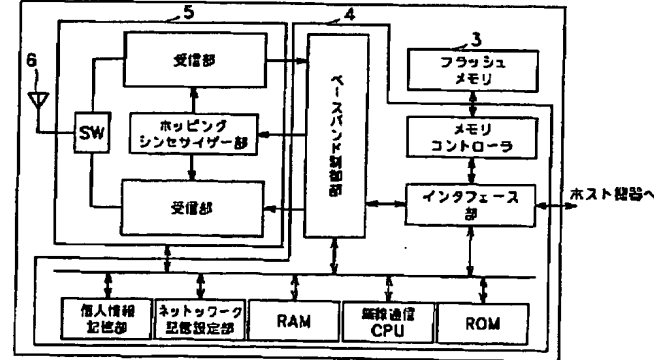 5
4
6
3
受信部
フラッシュ
メモリ
SW
ホッピング
シンセサイザー部
ベースバンド制御部
メモリ
コントローラ
受信部
インタフェース
部
ホスト機器へ
個人情報
記憶部
ネットワーク
記憶設定部
RAM
無線通信
CPU
ROM